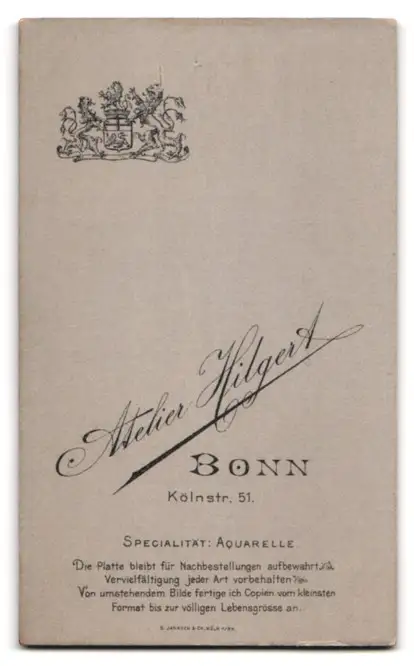 Atelier Hilgert
BONN
Kölnstr. 51.
SPECIALITÄT: AQUARELLE.
Die Platte bleibt für Nachbestellungen aufbewahrt
Vervielfältigung jeder Art vorbehalten
Von umstehendem Bilde fertige ich Copien vom kleinsten
Format bis zur völligen Lebensgrösse an.